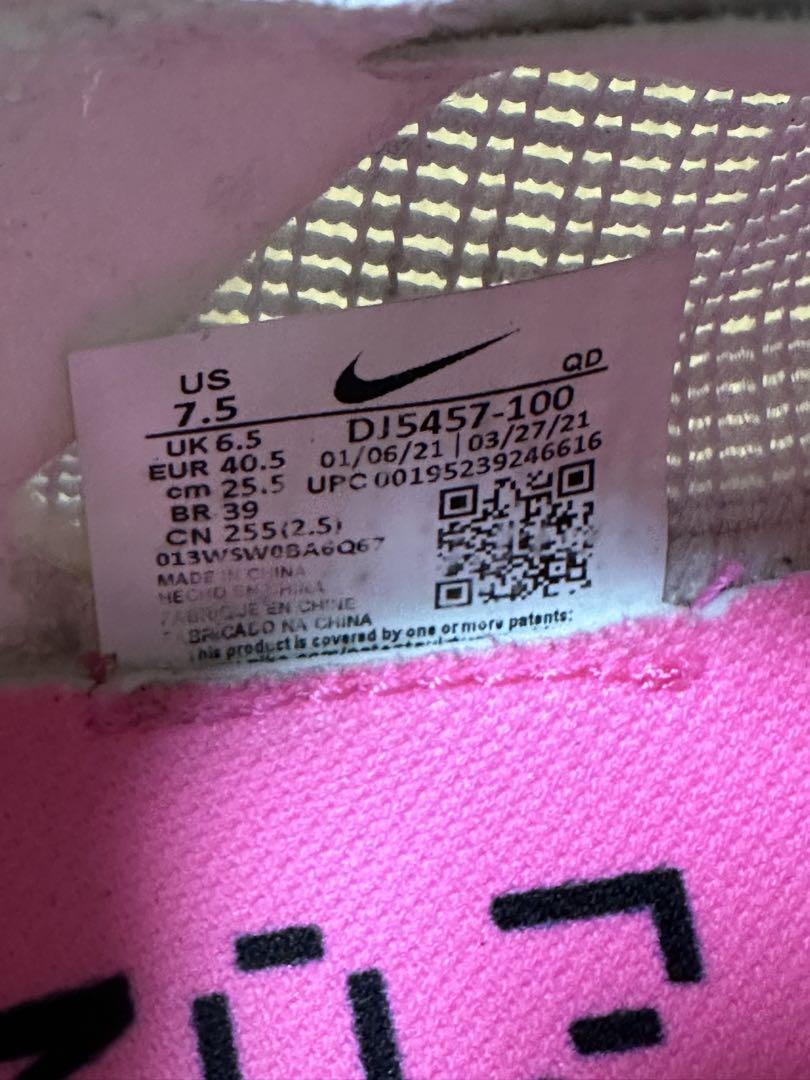 US
7.5
QD
DJ5457-100
UK 6.5
01/06/21 | 03/27/21
EUR 40.5
UPC 00195239246616
cm 25.5
BR 39
CN 255(2.5)
013WSW0BA6Q67
MADE IN CHINA
HECHO EN CHINA
FABRIQUÉ EN CHINE
FABRICADO NA CHINA
This product is covered by one or more patents: